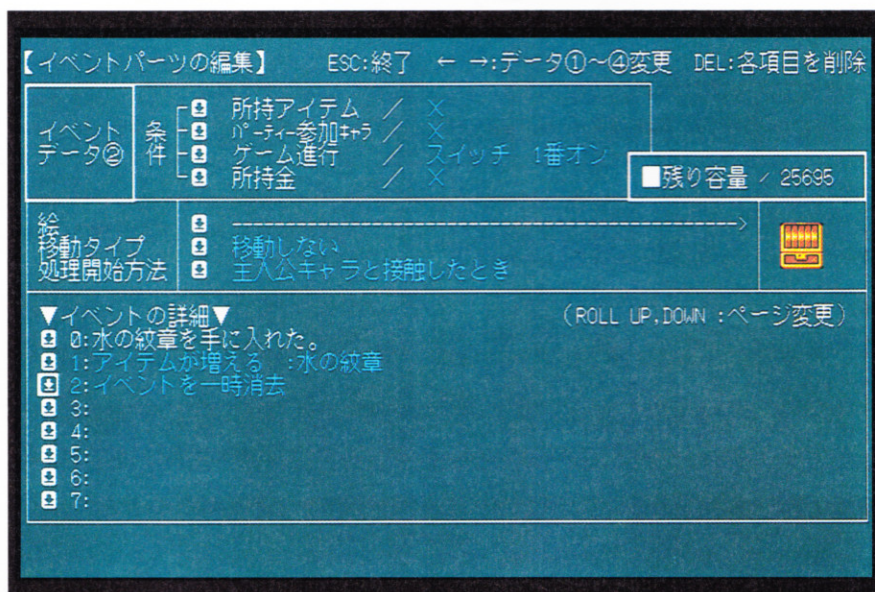 【イベントパーツの編集】 ESC:終了 ← →:データ①～④変更 DEL:各項目を削除
イベント
データ②
条件
所持アイテム ／ ×
パーティー参加キャラ ／ ×
ゲーム進行 ／ スイッチ 1番オン
所持金 ／ ×
■残り容量 ／ 25695
絵
移動タイプ 移動しない
処理開始方法 主人公キャラと接触したとき
▼イベントの詳細▼ (ROLL UP,DOWN :ページ変更)
0:水の紋章を手に入れた。
1:アイテムが増える :水の紋章
2:イベントを一時消去
3:
4:
5:
6:
7: